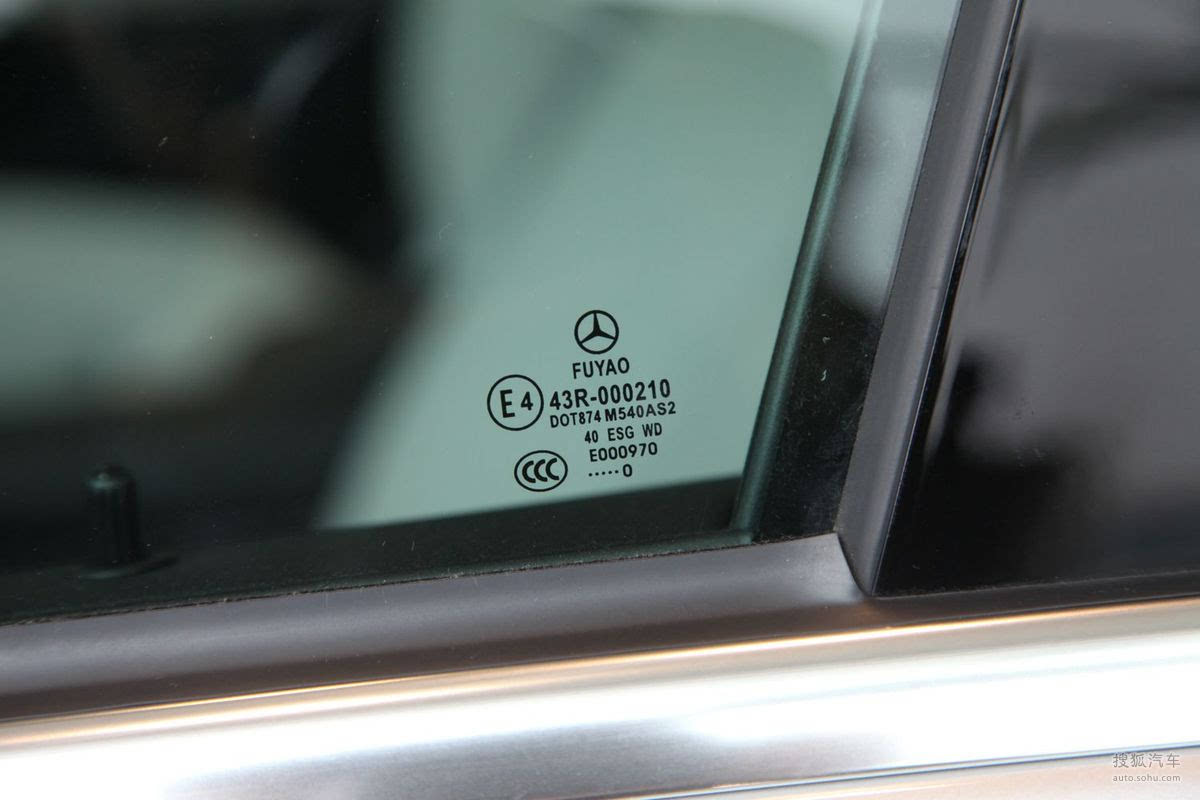 FUYAO
E4 43R-000210
DOT874 M540AS2
40 ESG WD
E000970
CCC ·····0
搜狐汽车
auto.sohu.com